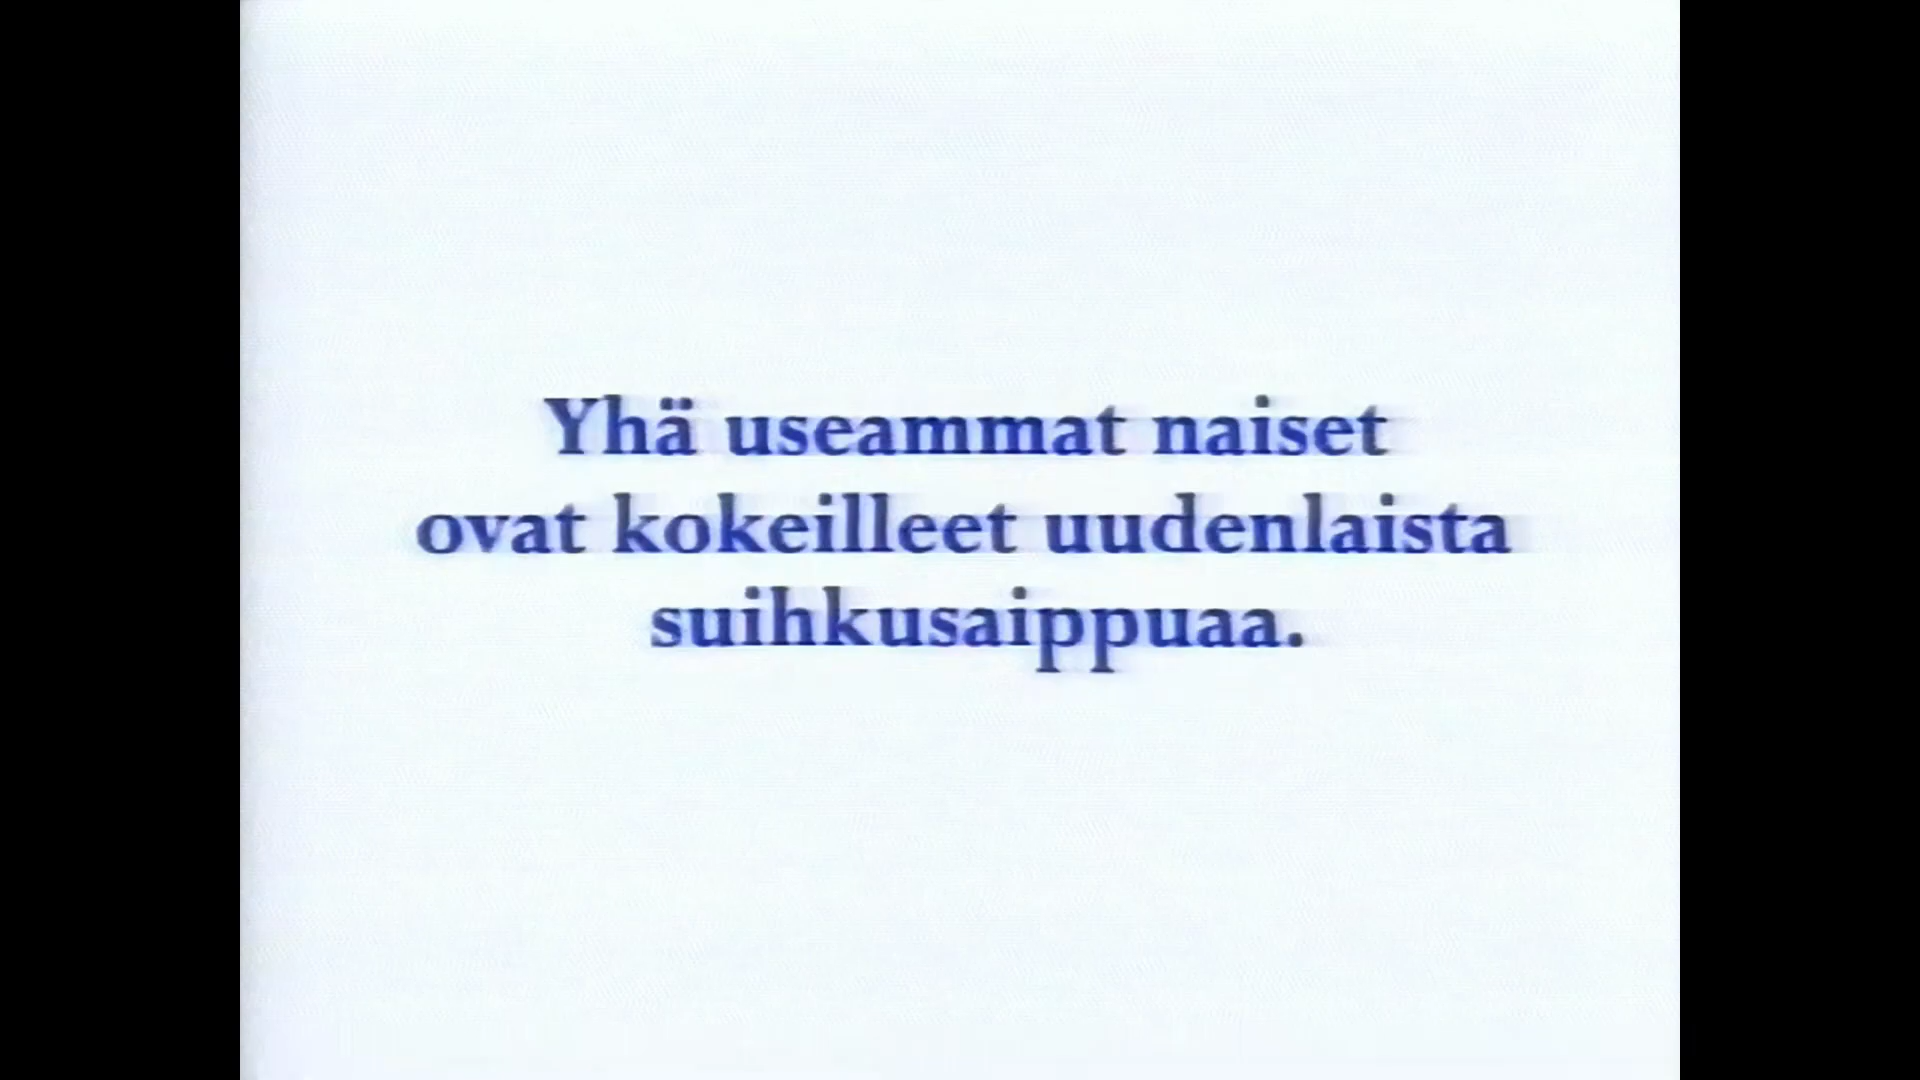 Yhä useammat naiset
ovat kokeilleet uudenlaista
suihkusaippuaa.